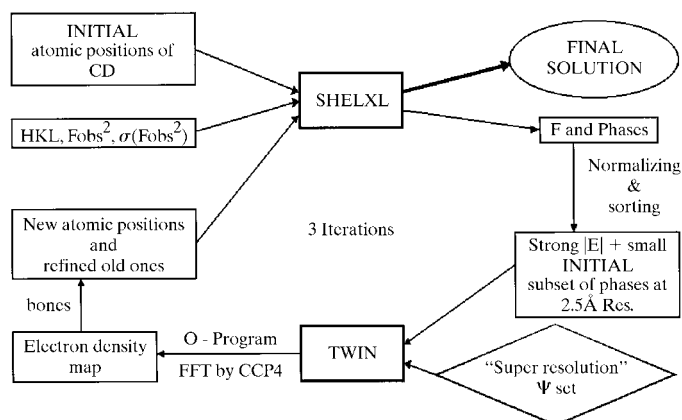 INITIAL
atomic positions of
CD
FINAL
SOLUTION
SHELXL
HKL, Fobs², σ(Fobs²)
F and Phases
Normalizing
&
sorting
New atomic positions
and
refined old ones
3 Iterations
Strong |E| + small
INITIAL
subset of phases at
2.5Å Res.
bones
O - Program
FFT by CCP4
Electron density
map
TWIN
“Super resolution”
Ψ set